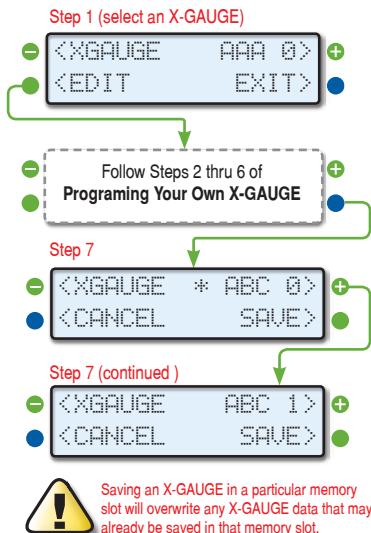 Step 1 (select an X-GAUGE)
<XGAUGE AAA 0>
<EDIT EXIT>
Follow Steps 2 thru 6 of
Programing Your Own X-GAUGE
Step 7
<XGAUGE * ABC 0>
<CANCEL SAVE>
Step 7 (continued )
<XGAUGE ABC 1>
<CANCEL SAVE>
Saving an X-GAUGE in a particular memory
slot will overwrite any X-GAUGE data that may
already be saved in that memory slot.